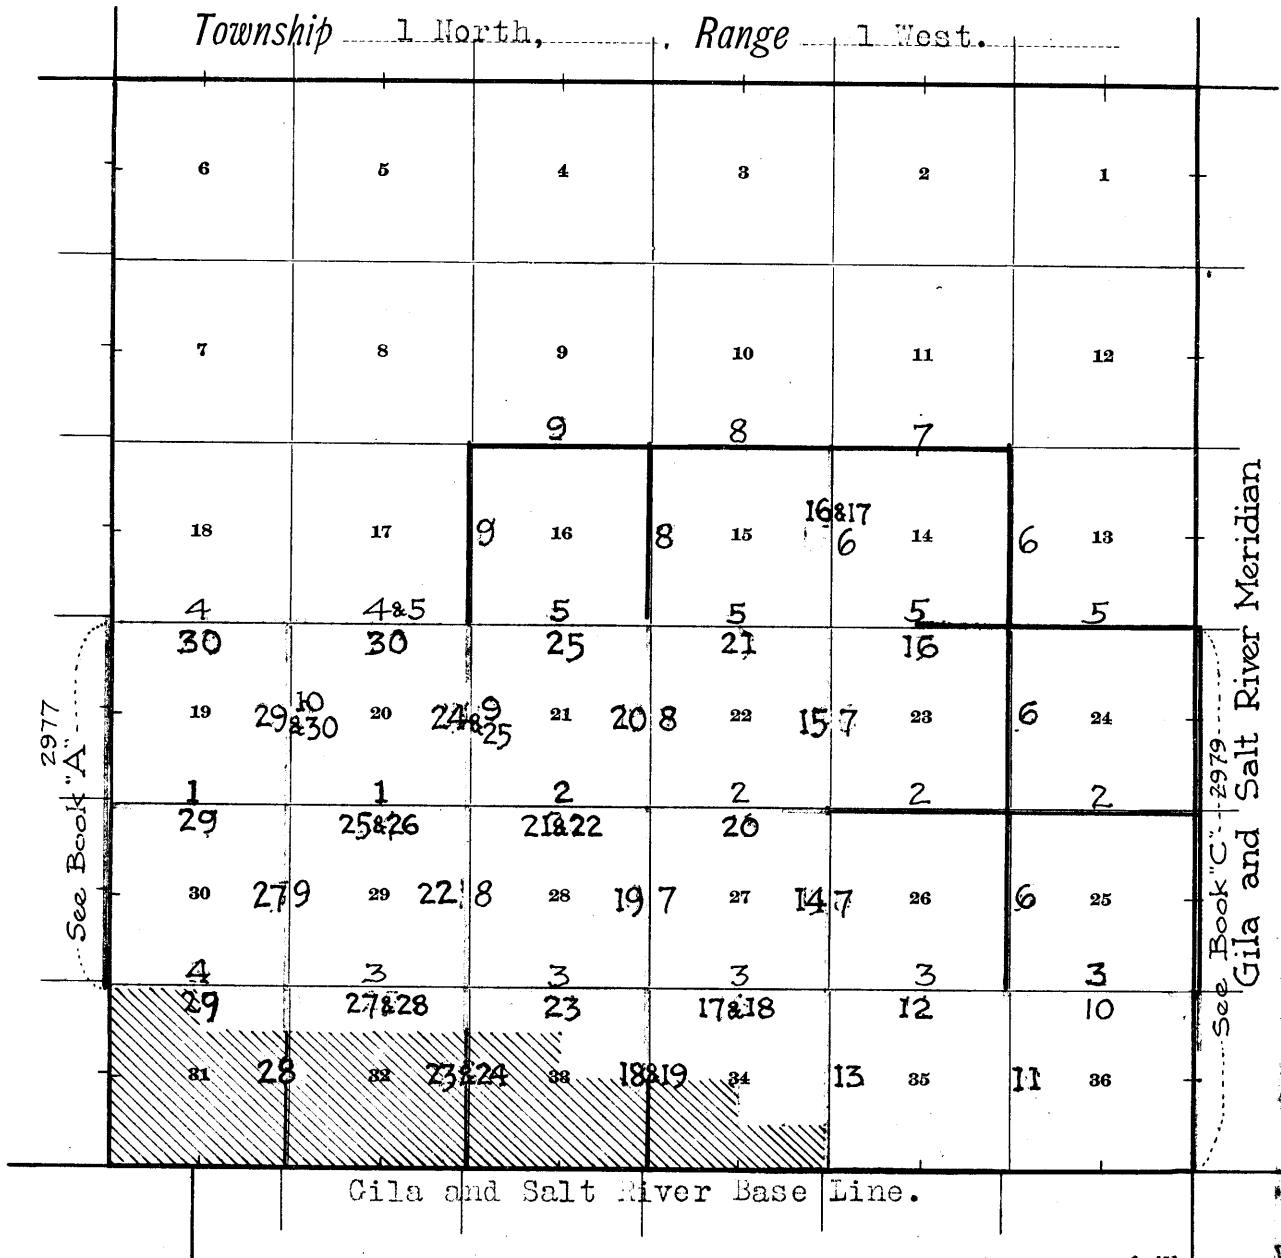 Township 1 North, Range 1 West.
6 5 4 3 2 1
7 8 9 10 11 12
9 8 7
16&17
18 17 9 16 8 15 6 14 6 13
4 4&5 5 5 5 5
30 30 25 21 16
10 9
19 29 &30 20 24 &25 21 20 8 22 15 7 23 6 24
1 1 2 2 2 2
29 25&26 21&22 20
30 27 9 29 22 8 28 19 7 27 14 7 26 6 25
4 3 3 3 3 3
29 27&28 23 17&18 12 10
31 28 32 23&24 33 18&19 34 13 35 11 36
Gila and Salt River Base Line.
2977
See Book "A"
See Book "C" 2979
Gila and Salt River Meridian